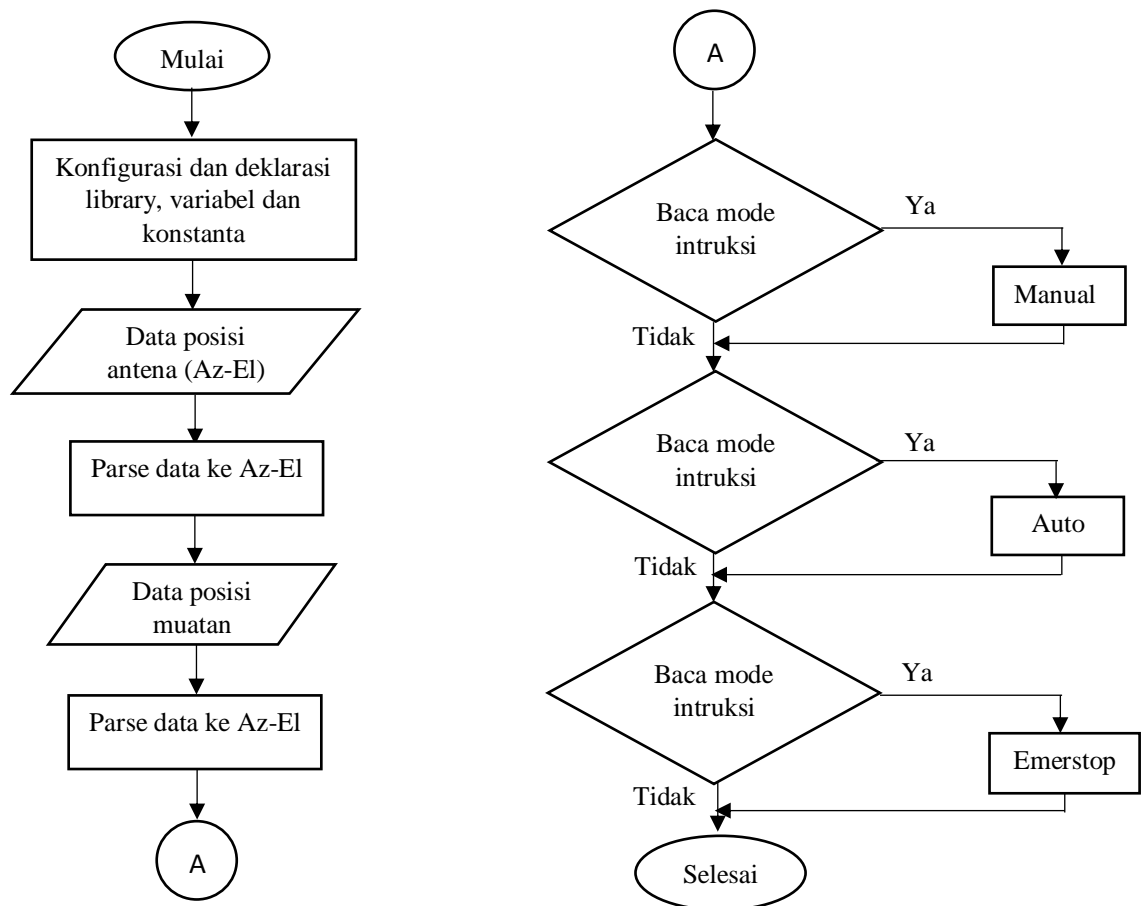 Mulai
Konfigurasi dan deklarasi
library, variabel dan
konstanta
Data posisi
antena (Az-El)
Parse data ke Az-El
Data posisi
muatan
Parse data ke Az-El
A
A
Baca mode
intruksi
Ya
Manual
Tidak
Baca mode
intruksi
Ya
Auto
Tidak
Baca mode
intruksi
Ya
Emerstop
Tidak
Selesai